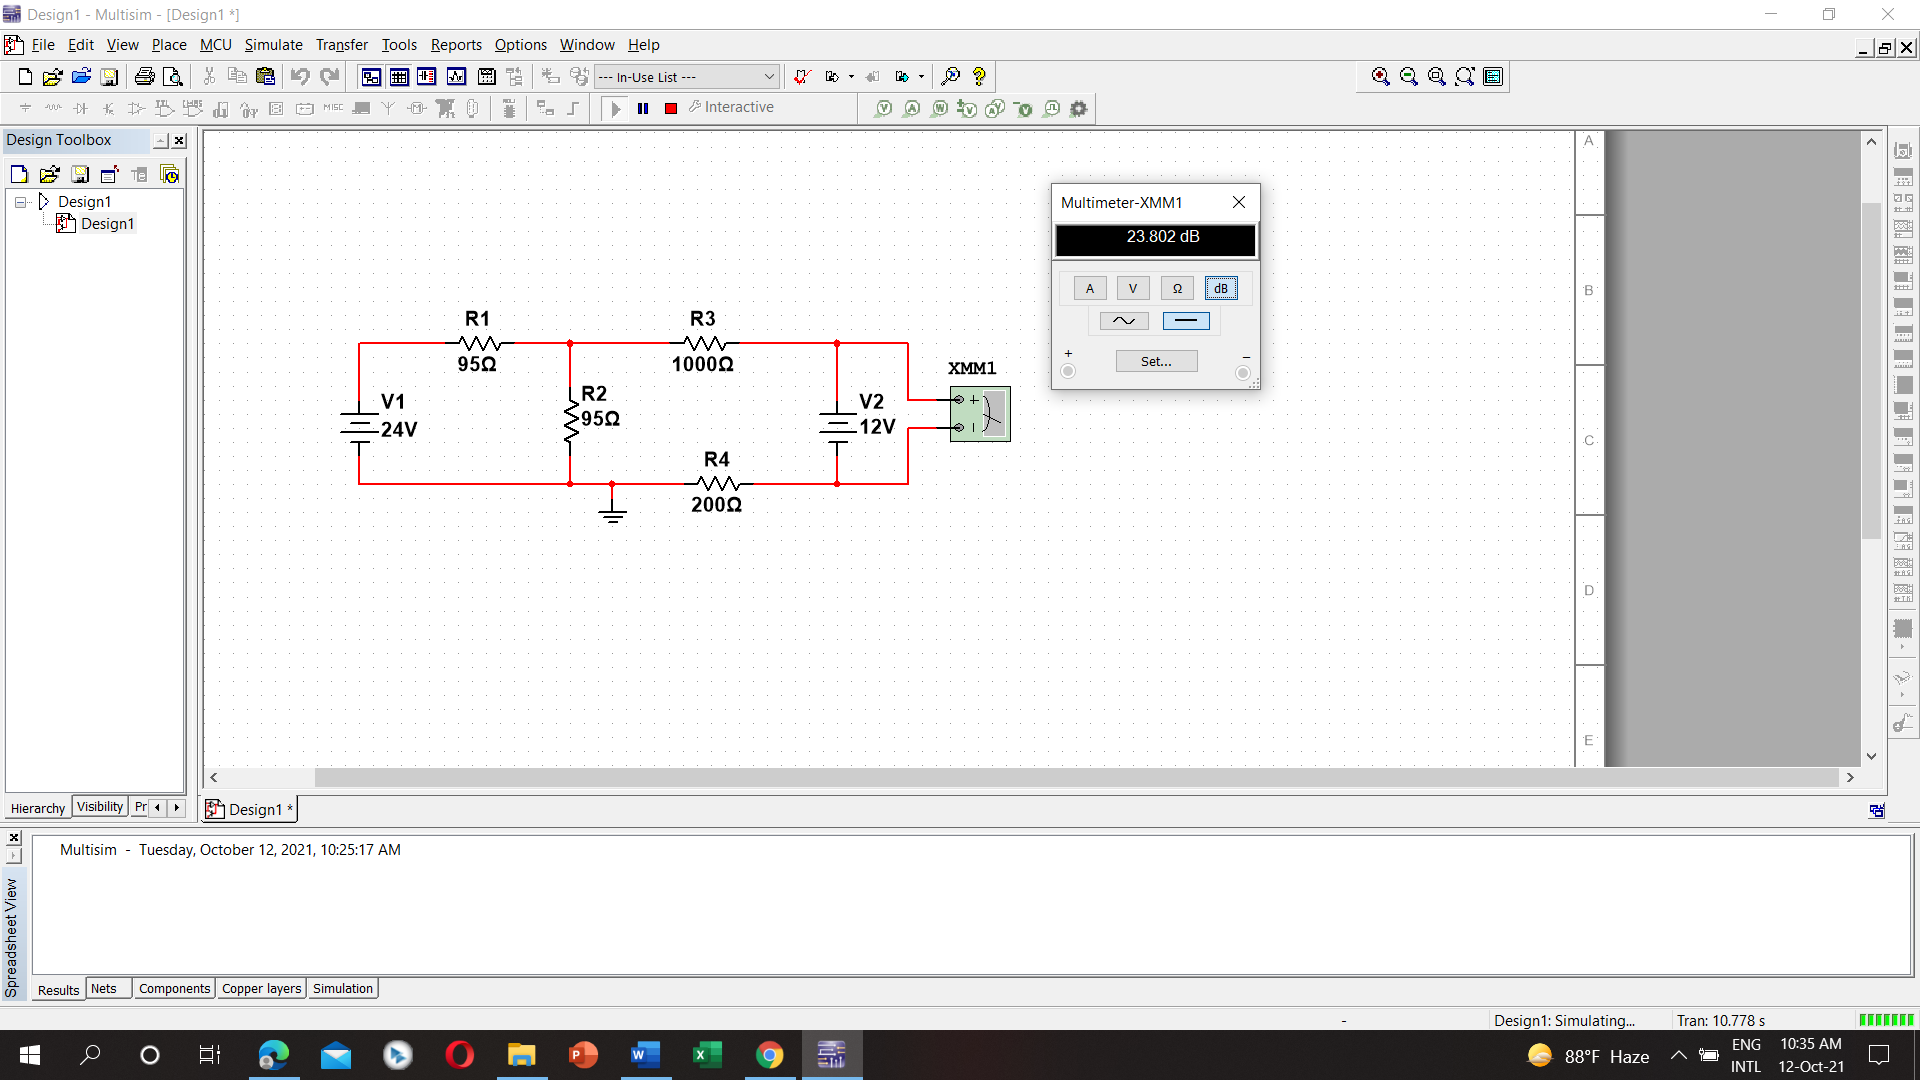 Design1 - Multisim - [Design1 *]
File Edit View Place MCU Simulate Transfer Tools Reports Options Window Help
--- In-Use List ---
MISC Interactive
Design Toolbox
Design1
Design1
A
B
C
D
E
Multimeter-XMM1
23.802 dB
A V Ω dB
+ Set... −
R1
95Ω
R3
1000Ω
R2
95Ω
V1
24V
V2
12V
R4
200Ω
XMM1
+
Hierarchy Visibility Pr
Design1 *
Multisim - Tuesday, October 12, 2021, 10:25:17 AM
Spreadsheet View
Results Nets Components Copper layers Simulation
- Design1: Simulating... Tran: 10.778 s
88°F Haze
ENG
INTL
10:35 AM
12-Oct-21